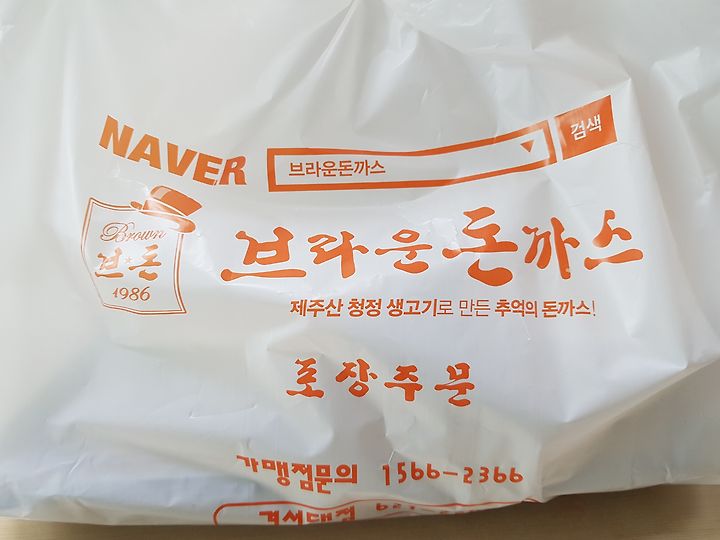 NAVER
브라운돈까스
검색
Brown
브·돈
1986
브라운돈까스
제주산 청정 생고기로 만든 추억의 돈까스!
포장주문
가맹점문의 1566-2366